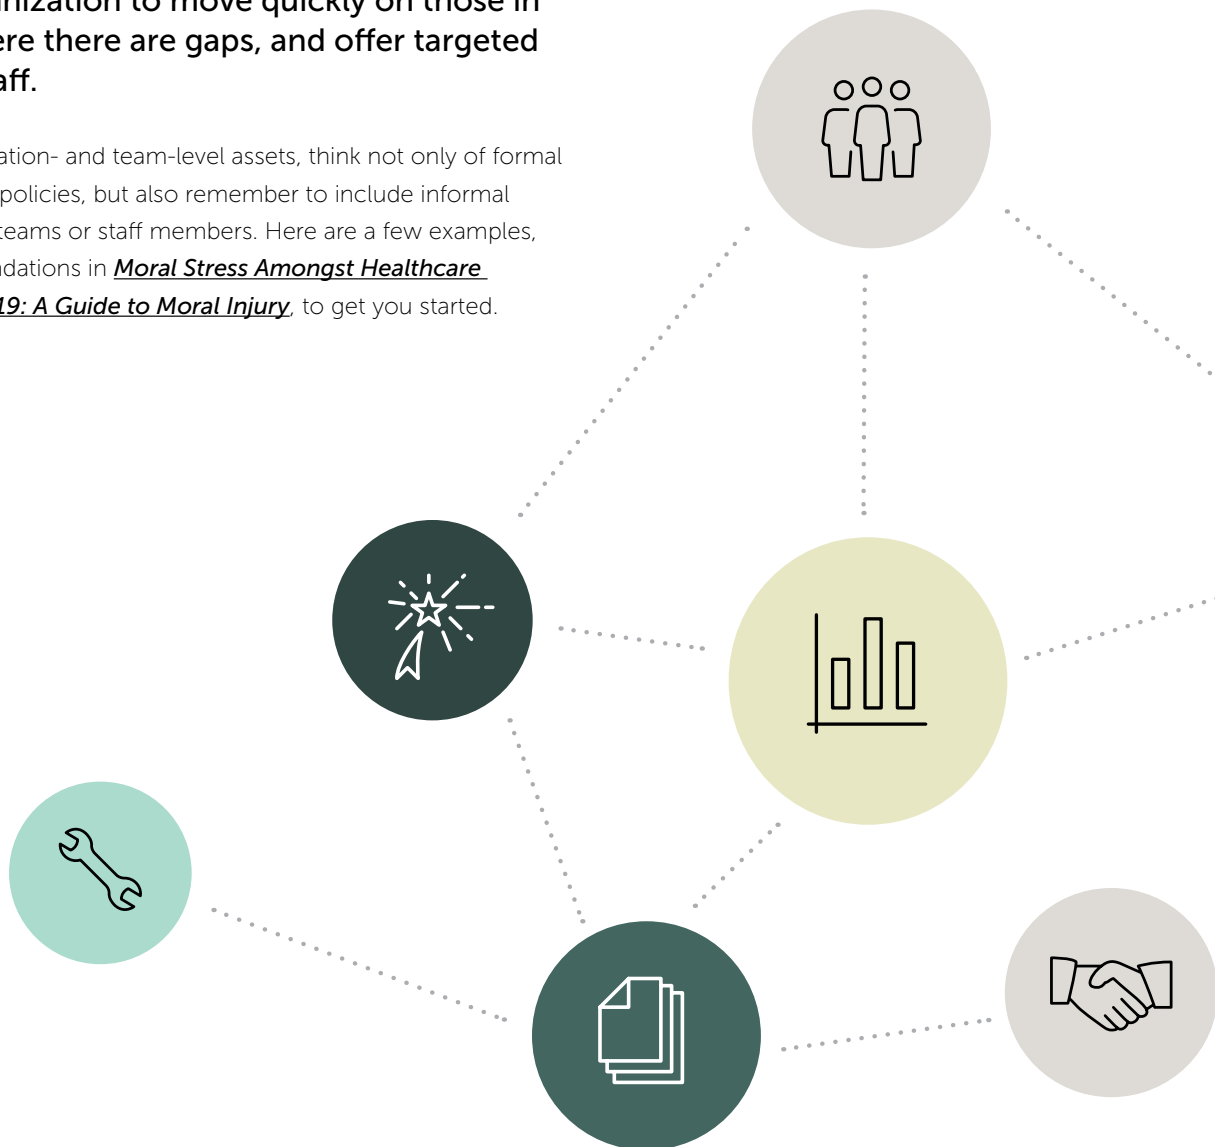 nization to move quickly on those in
ere there are gaps, and offer targeted
aff.
ation- and team-level assets, think not only of formal
policies, but also remember to include informal
teams or staff members. Here are a few examples,
dations in Moral Stress Amongst Healthcare
19: A Guide to Moral Injury, to get you started.